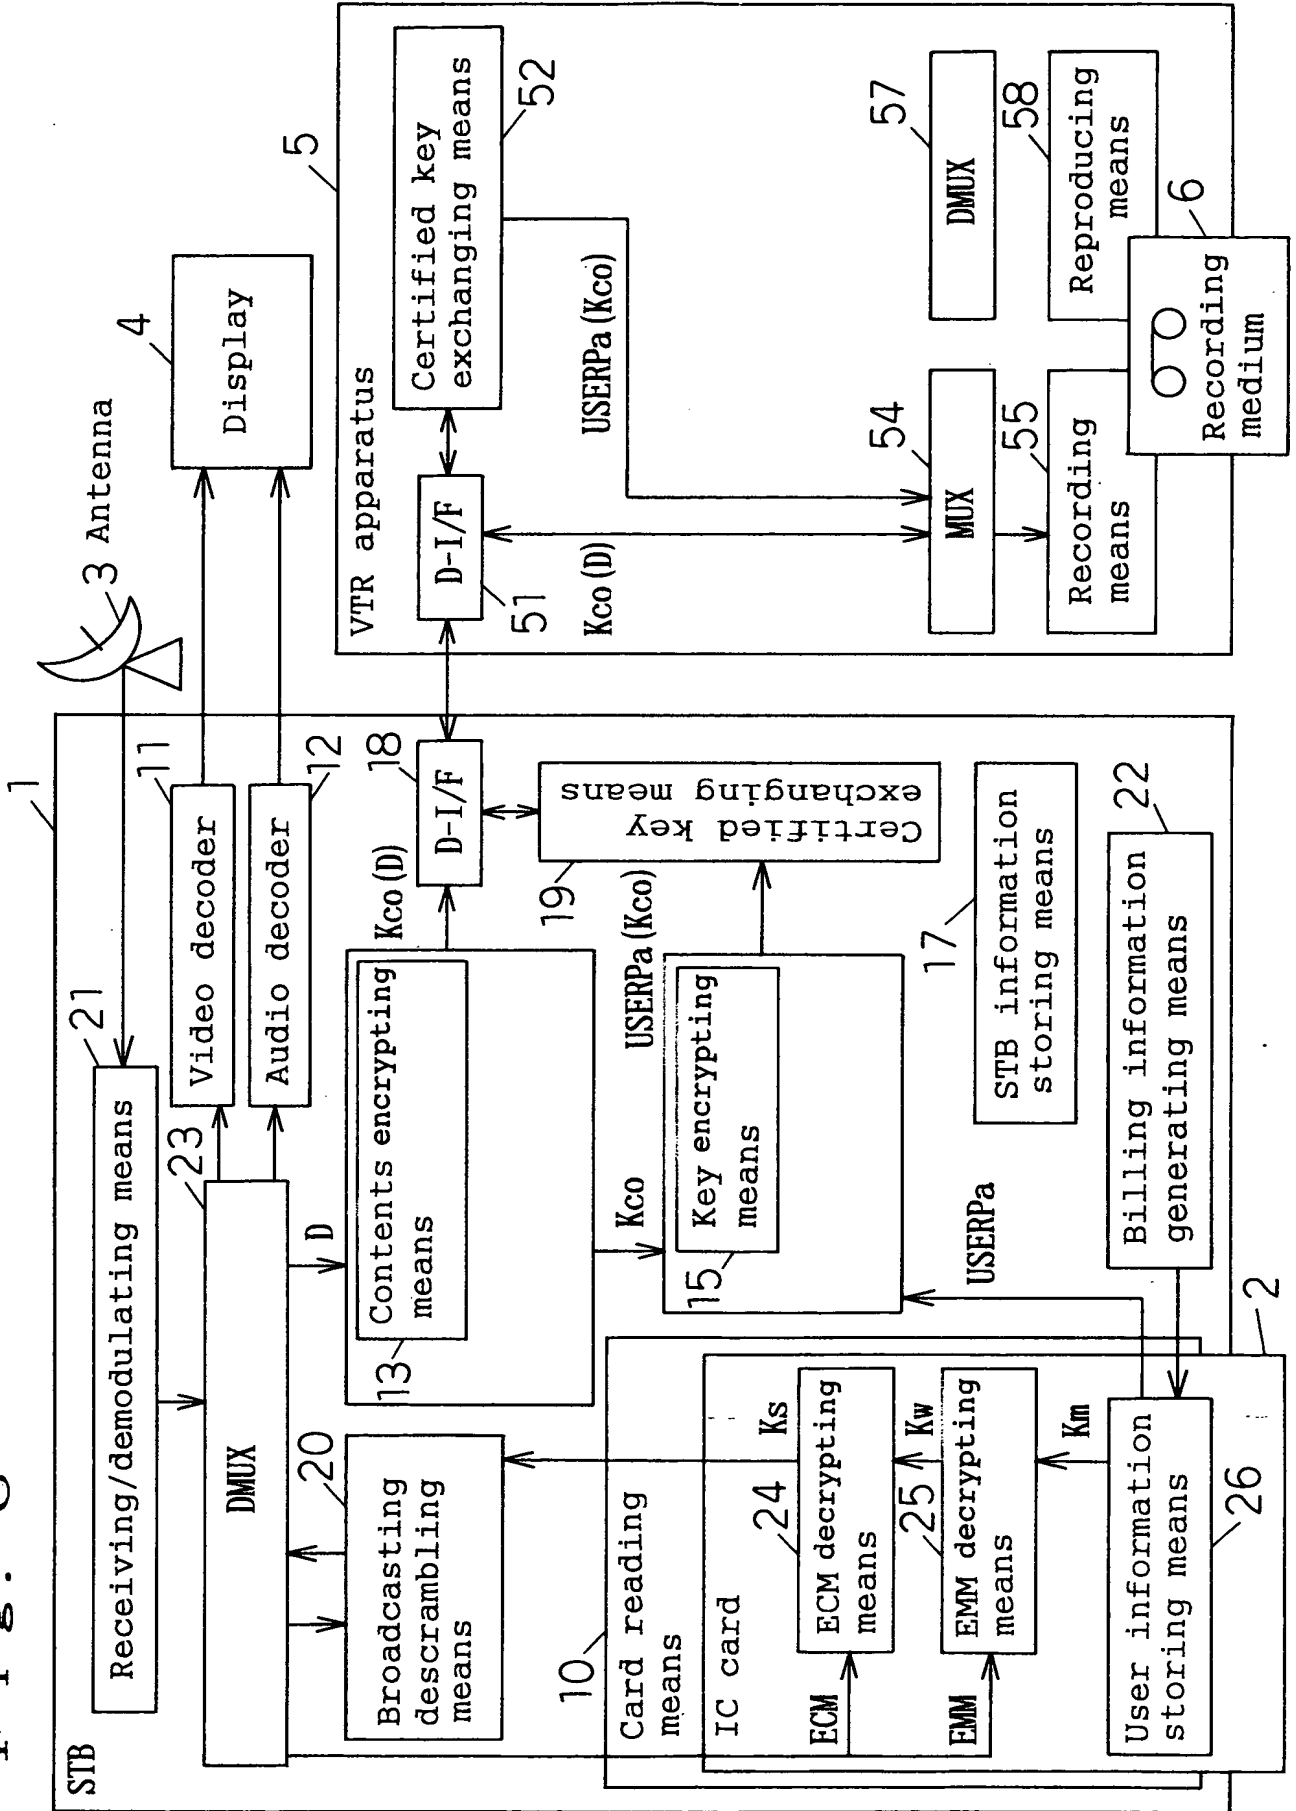 STB
1
Receiving/demodulating means
21
3 Antenna
4
Display
DMUX
23
Video decoder
11
Audio decoder
12
D
Broadcasting
descrambling
means
20
Contents encrypting
means
13
Kco(D)
D-I/F
18
Certified key
exchanging means
19
Kco
USERPa(Kco)
Key encrypting
means
15
STB information
storing means
17
Billing information
generating means
22
USERPa
Card reading
means
10
IC card
2
ECM
ECM decrypting
means
24
Ks
EMM
EMM decrypting
means
25
Kw
Km
User information
storing means
26
5
VTR apparatus
D-I/F
51
Certified key
exchanging means
52
Kco(D)
USERPa(Kco)
MUX
54
DMUX
57
Recording
means
55
Reproducing
means
58
Recording
medium
6